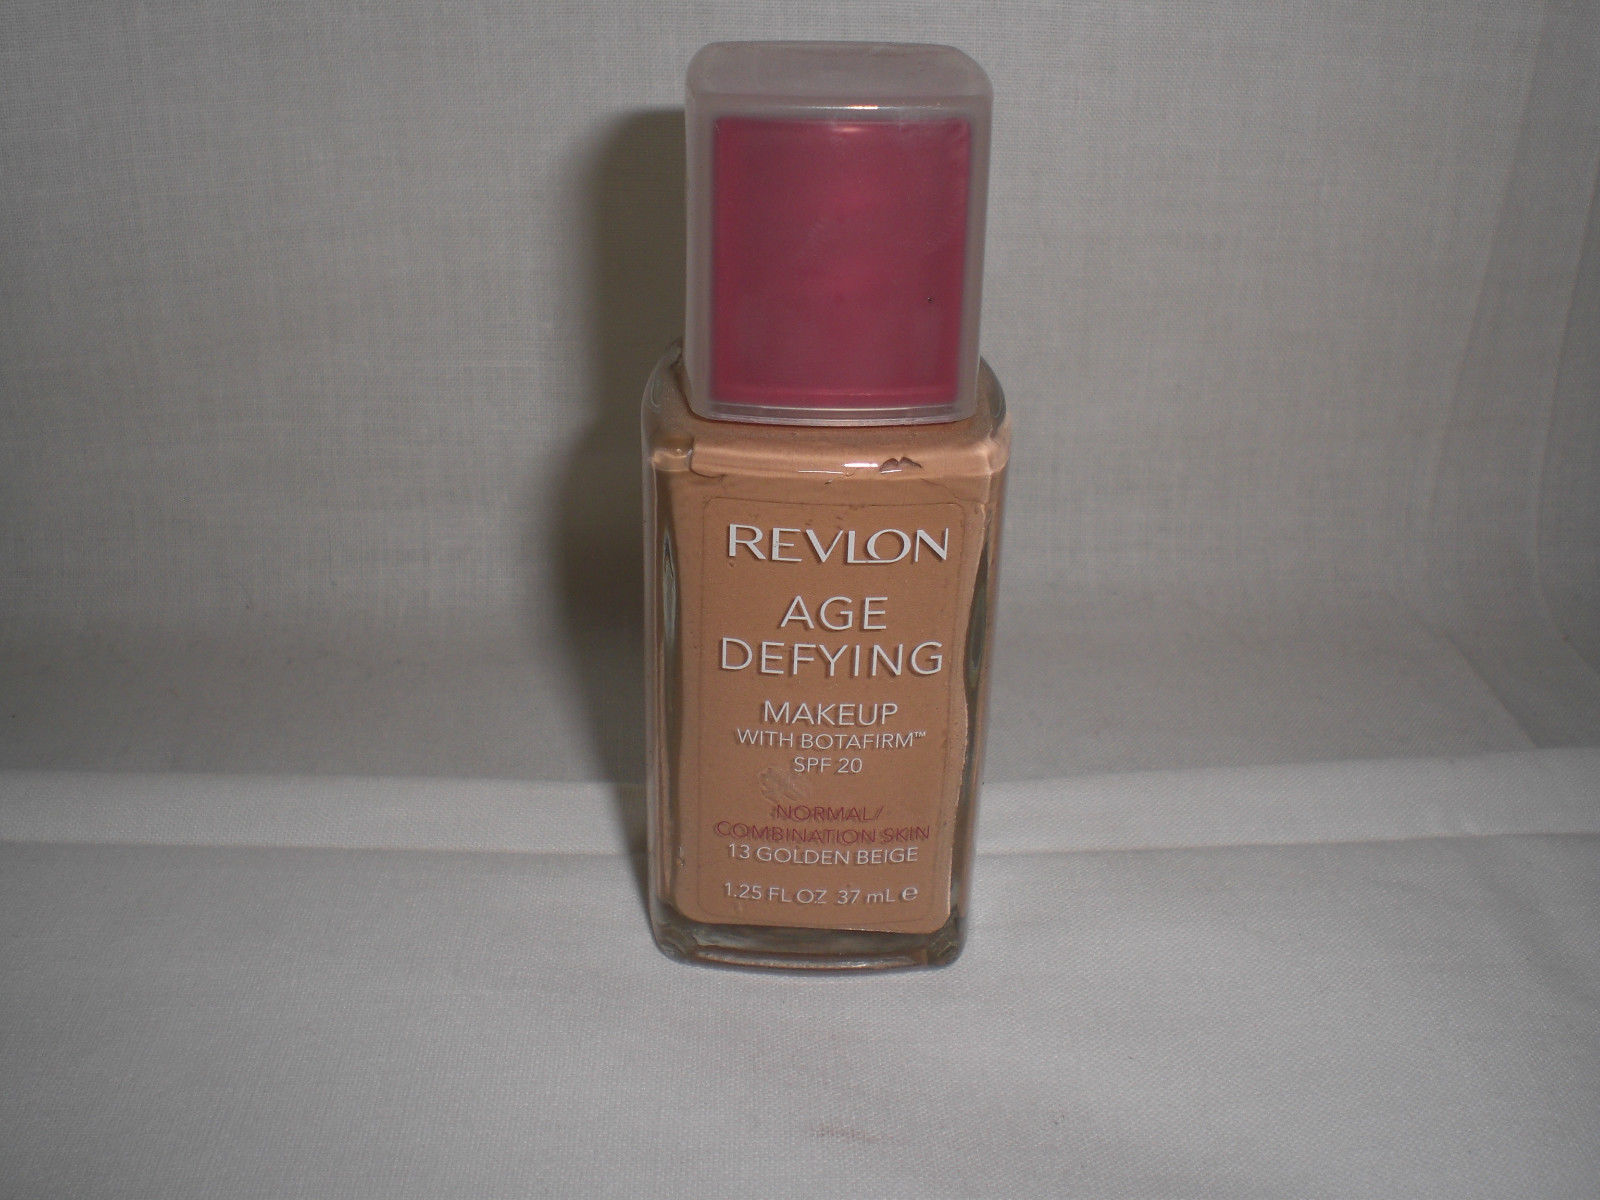 REVLON
AGE
DEFYING
MAKEUP
WITH BOTAFIRM™
SPF 20
NORMAL/
COMBINATION SKIN
13 GOLDEN BEIGE
1.25 FL OZ 37 mL ℮